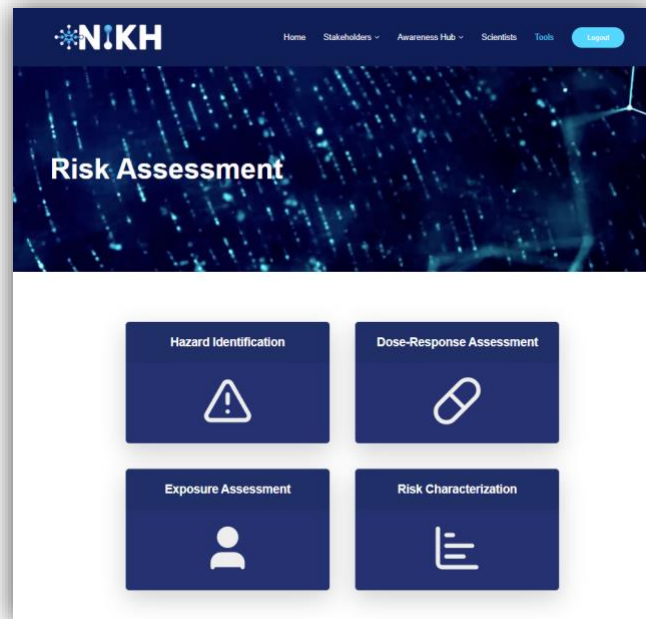 NIKH
Home Stakeholders Awareness Hub Scientists Tools Logout
Risk Assessment
Hazard Identification Dose-Response Assessment
Exposure Assessment Risk Characterization